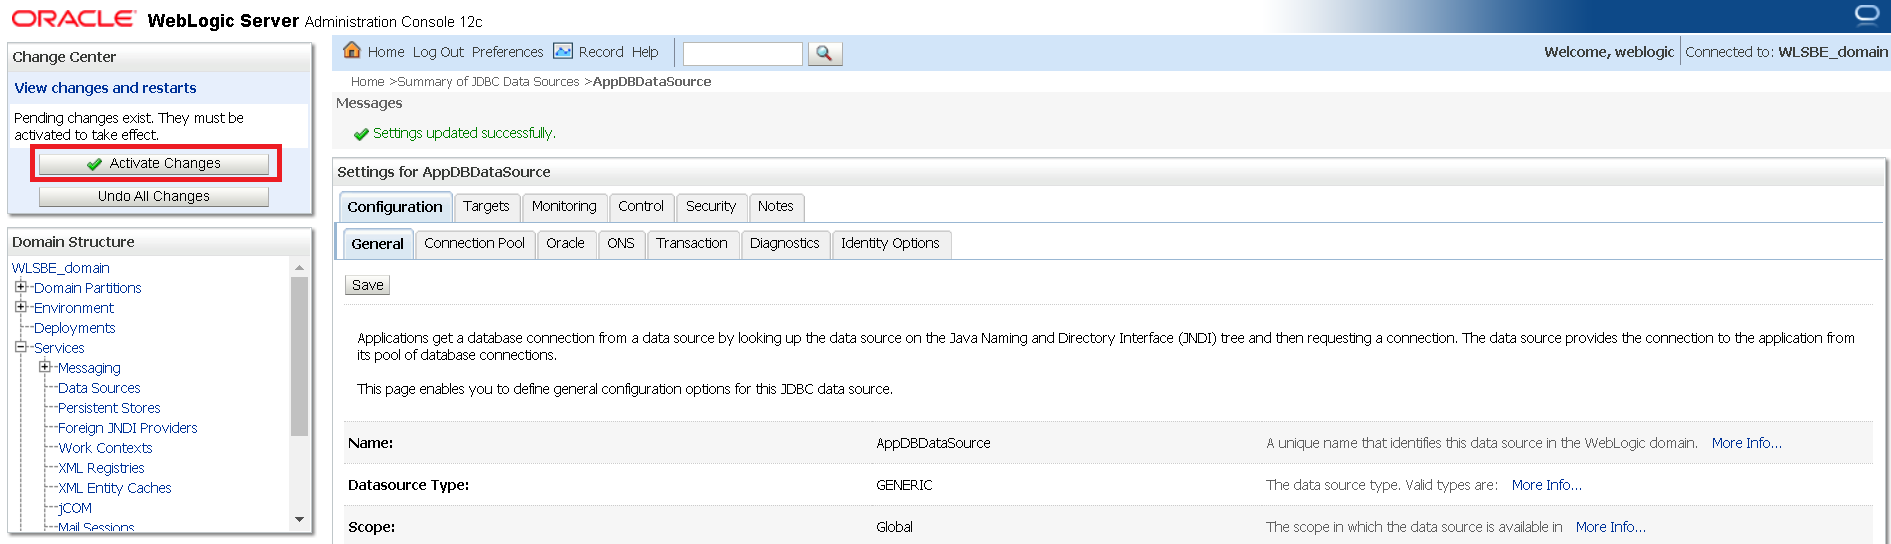 ORACLE WebLogic Server Administration Console 12c
Change Center
View changes and restarts
Pending changes exist. They must be
activated to take effect.
Activate Changes
Undo All Changes
Domain Structure
WLSBE_domain
Domain Partitions
Environment
Deployments
Services
Messaging
Data Sources
Persistent Stores
Foreign JNDI Providers
Work Contexts
XML Registries
XML Entity Caches
jCOM
Mail Sessions
Home Log Out Preferences Record Help
Welcome, weblogic Connected to: WLSBE_domain
Home >Summary of JDBC Data Sources >AppDBDataSource
Messages
Settings updated successfully.
Settings for AppDBDataSource
Configuration Targets Monitoring Control Security Notes
General Connection Pool Oracle ONS Transaction Diagnostics Identity Options
Save
Applications get a database connection from a data source by looking up the data source on the Java Naming and Directory Interface (JNDI) tree and then requesting a connection. The data source provides the connection to the application from
its pool of database connections.
This page enables you to define general configuration options for this JDBC data source.
Name: AppDBDataSource A unique name that identifies this data source in the WebLogic domain. More Info...
Datasource Type: GENERIC The data source type. Valid types are: More Info...
Scope: Global The scope in which the data source is available in More Info...